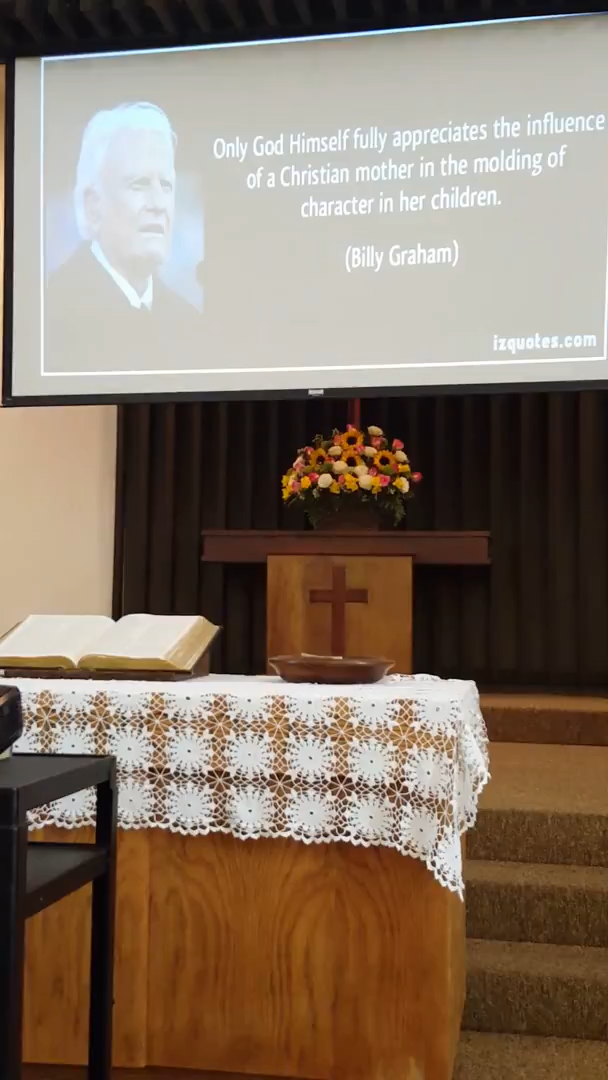 Only God Himself fully appreciates the influence
of a Christian mother in the molding of
character in her children.
(Billy Graham)
izquotes.com